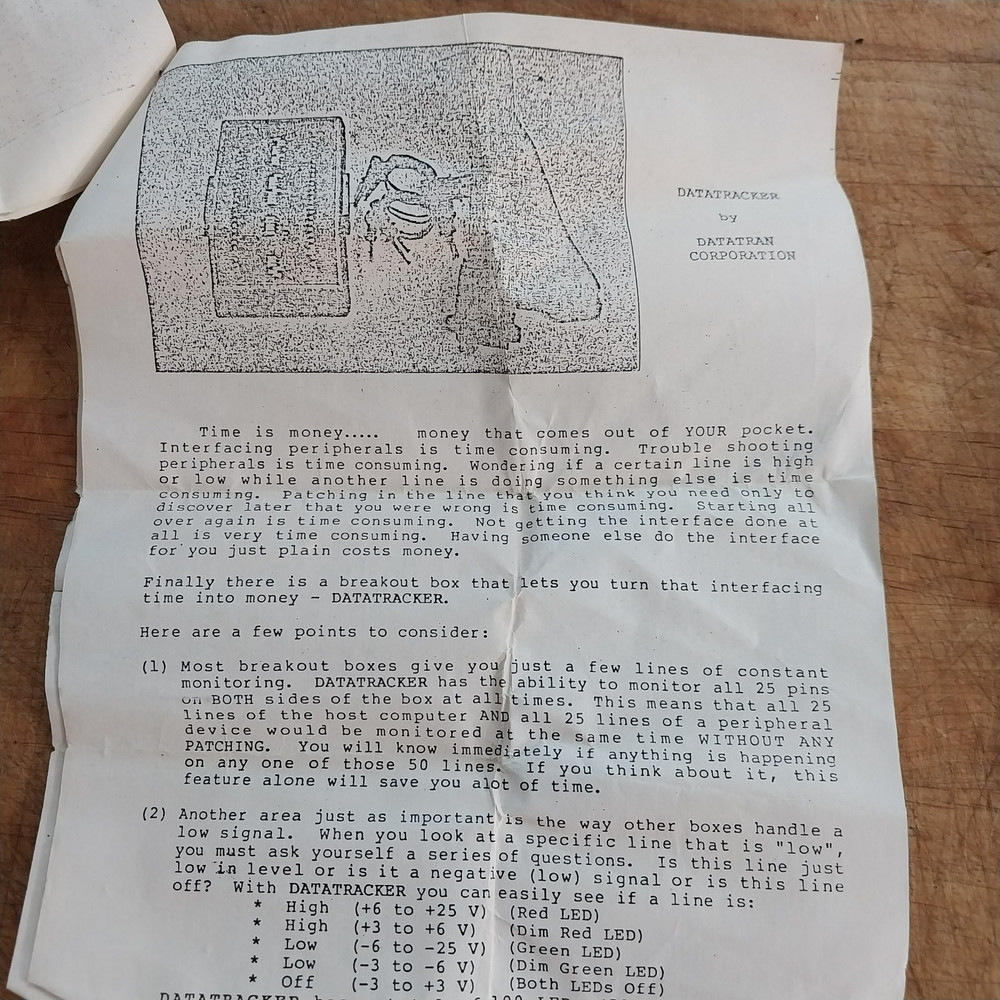 DATATRACKER
by
DATATRAN
CORPORATION
Time is money..... money that comes out of YOUR pocket.
Interfacing peripherals is time consuming. Trouble shooting
peripherals is time consuming. Wondering if a certain line is high
or low while another line is doing something else is time
consuming. Patching in the line that you think you need only to
discover later that you were wrong is time consuming. Starting all
over again is time consuming. Not getting the interface done at
all is very time consuming. Having someone else do the interface
for you just plain costs money.
Finally there is a breakout box that lets you turn that interfacing
time into money - DATATRACKER.
Here are a few points to consider:
(1) Most breakout boxes give you just a few lines of constant
monitoring. DATATRACKER has the ability to monitor all 25 pins
on BOTH sides of the box at all times. This means that all 25
lines of the host computer AND all 25 lines of a peripheral
device would be monitored at the same time WITHOUT ANY
PATCHING. You will know immediately if anything is happening
on any one of those 50 lines. If you think about it, this
feature alone will save you alot of time.
(2) Another area just as important is the way other boxes handle a
low signal. When you look at a specific line that is "low",
you must ask yourself a series of questions. Is this line just
low in level or is it a negative (low) signal or is this line
off? With DATATRACKER you can easily see if a line is:
* High (+6 to +25 V) (Red LED)
* High (+3 to +6 V) (Dim Red LED)
* Low (-6 to -25 V) (Green LED)
* Low (-3 to -6 V) (Dim Green LED)
* Off (-3 to +3 V) (Both LEDs Off)
DATATRACKER